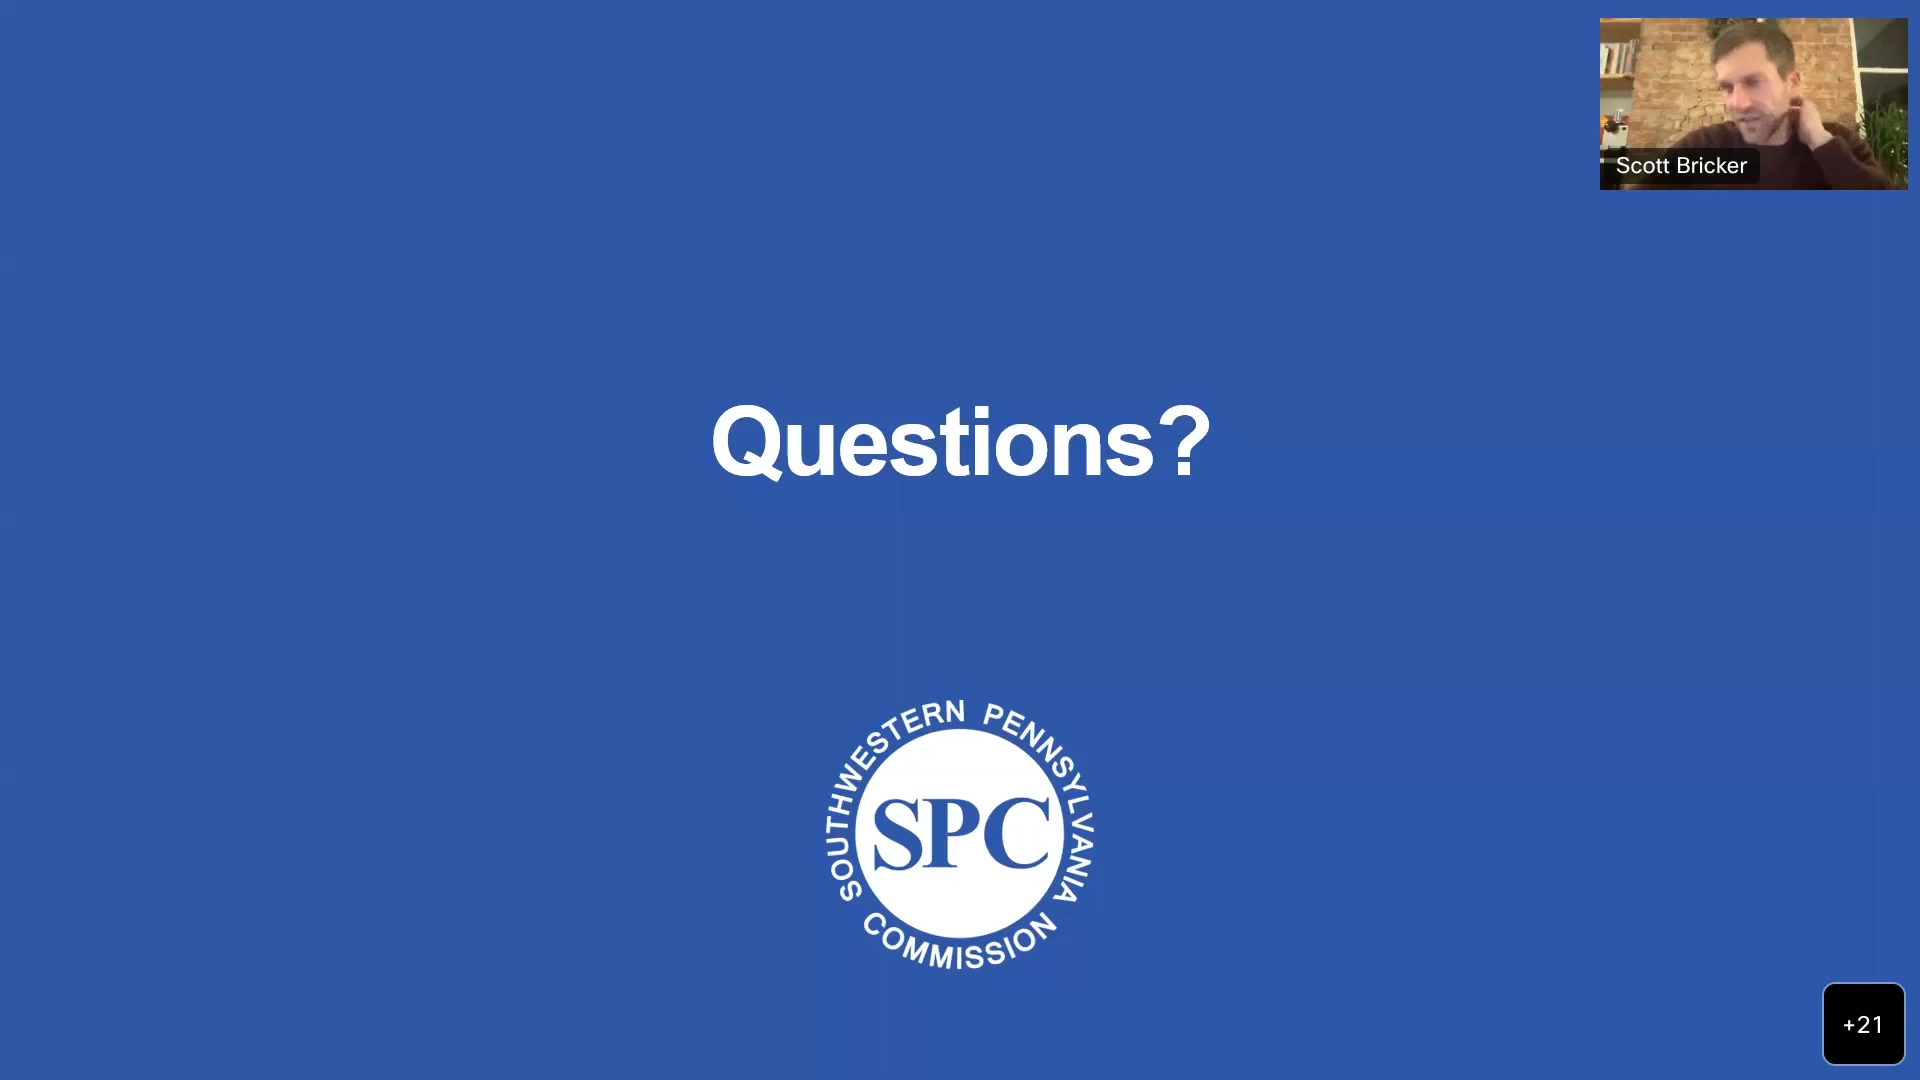 Scott Bricker
Questions?
SOUTHWESTERN PENNSYLVANIA
SPC
COMMISSION
+21